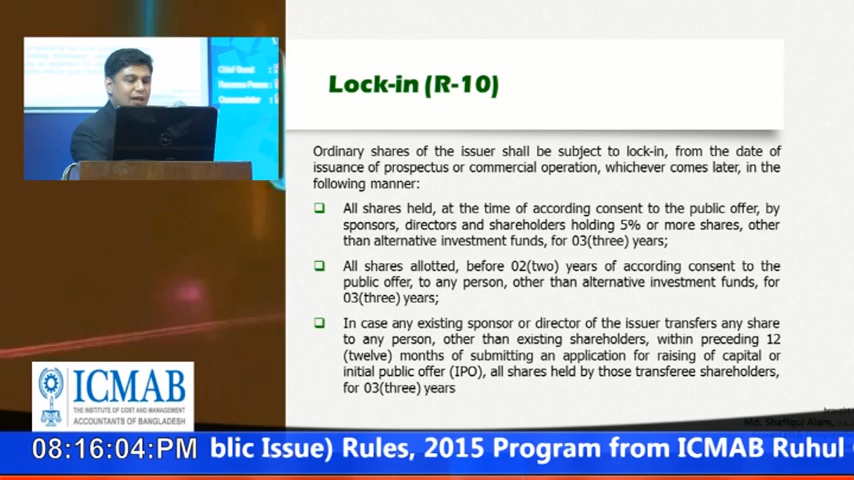 Lock-in (R-10)
Ordinary shares of the issuer shall be subject to lock-in, from the date of
issuance of prospectus or commercial operation, whichever comes later, in the
following manner:
All shares held, at the time of according consent to the public offer, by
sponsors, directors and shareholders holding 5% or more shares, other
than alternative investment funds, for 03(three) years;
All shares allotted, before 02(two) years of according consent to the
public offer, to any person, other than alternative investment funds, for
03(three) years;
In case any existing sponsor or director of the issuer transfers any share
to any person, other than existing shareholders, within preceding 12
(twelve) months of submitting an application for raising of capital or
initial public offer (IPO), all shares held by those transferee shareholders,
for 03(three) years
ICMAB
THE INSTITUTE OF COST AND MANAGEMENT
ACCOUNTANTS OF BANGLADESH
Md. Shafiqul Alam,
08:16:04:PM blic Issue) Rules, 2015 Program from ICMAB Ruhul